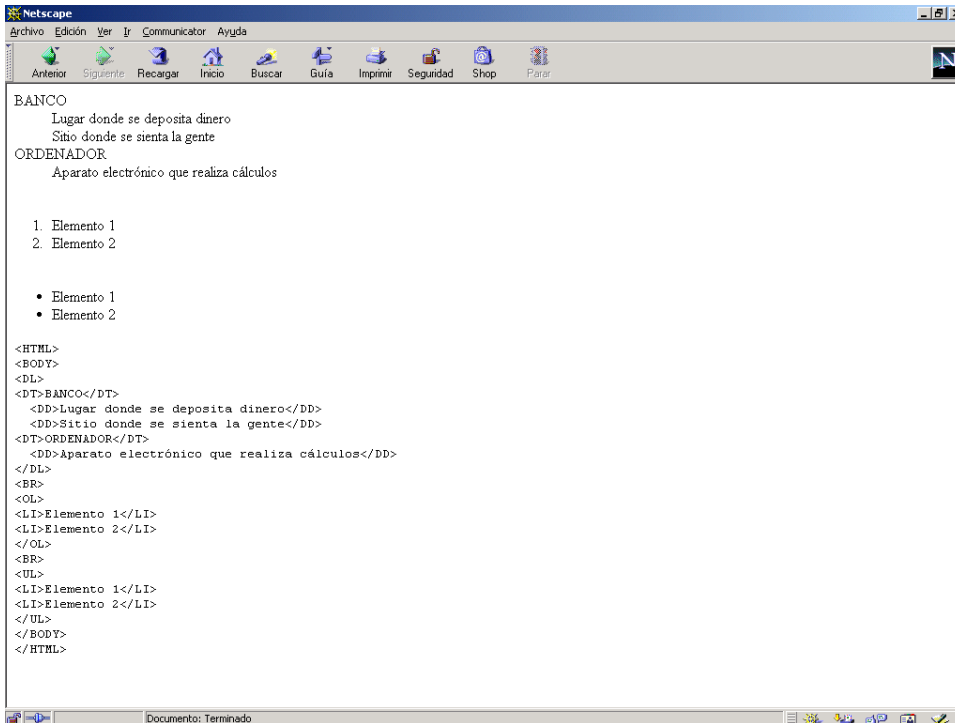 Netscape
Archivo Edición Ver Ir Communicator Ayuda
Anterior Siguiente Recargar Inicio Buscar Guía Imprimir Seguridad Shop Parar
N
BANCO
Lugar donde se deposita dinero
Sitio donde se sienta la gente
ORDENADOR
Aparato electrónico que realiza cálculos
1. Elemento 1
2. Elemento 2
• Elemento 1
• Elemento 2
<HTML>
<BODY>
<DL>
<DT>BANCO</DT>
<DD>Lugar donde se deposita dinero</DD>
<DD>Sitio donde se sienta la gente</DD>
<DT>ORDENADOR</DT>
<DD>Aparato electrónico que realiza cálculos</DD>
</DL>
<BR>
<OL>
<LI>Elemento 1</LI>
<LI>Elemento 2</LI>
</OL>
<BR>
<UL>
<LI>Elemento 1</LI>
<LI>Elemento 2</LI>
</UL>
</BODY>
</HTML>
Documento: Terminado